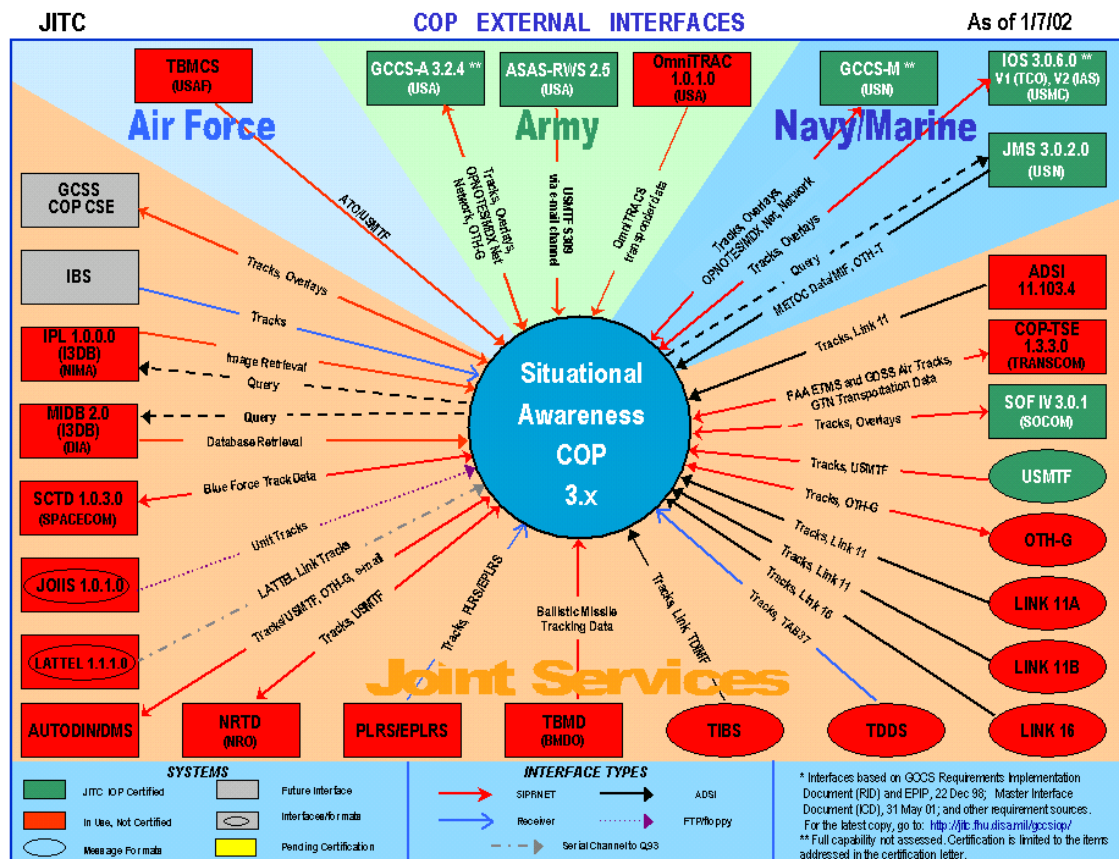 JITC
COP EXTERNAL INTERFACES
As of 1/7/02
TBMCS
(USAF)
GCCS-A 3.2.4 **
(USA)
ASAS-RWS 2.5
(USA)
OmniTRAC
1.0.1.0
(USA)
GCCS-M **
(USN)
IOS 3.0.6.0 **
V1 (TCO), V2 (IAS)
(USMC)
Air Force
Army
Navy/Marine
JMS 3.0.2.0
(USN)
GCSS
COP CSE
IBS
IPL 1.0.0.0
(I3DB)
(NIMA)
MIDB 2.0
(I3DB)
(DIA)
SCTD 1.0.3.0
(SPACECOM)
JOIIS 1.0.1.0
LATTEL 1.1.1.0
AUTODIN/DMS
NRTD
(NRO)
PLRS/EPLRS
TBMD
(BMDO)
TIBS
TDDS
LINK 16
LINK 11B
LINK 11A
OTH-G
USMTF
SOF IV 3.0.1
(SOCOM)
COP-TSE
1.3.3.0
(TRANSCOM)
ADSI
11.103.4
Situational
Awareness
COP
3.x
ATO/USMTF
Tracks, Overlays,
OPNOTES/MDX Net
Network, OTH-G
USMTF S309
via e-mail channel
OmniTRACS
transponder data
Tracks, Overlays,
OPNOTES/MDX Net, Network
Tracks, Overlays
Query
METOC Data/MIF, OTH-T
Tracks, Link 11
FAA ETMS and GDSS Air Tracks,
GTN Transportation Data
Tracks, Overlays
Tracks, USMTF
Tracks, OTH-G
Tracks, Link 11
Tracks, Link 11
Tracks, Link 16
Tracks, TAB37
Tracks, Link, TDIMF
Ballistic Missile
Tracking Data
Tracks, PLRS/EPLRS
Tracks, USMTF
Tracks/USMTF, OTH-G, e-mail
LATTEL Link Tracks
Unit Tracks
Blue Force Track Data
Database Retrieval
Query
Query
Image Retrieval
Tracks
Tracks, Overlays
Joint Services
SYSTEMS
JITC IOP Certified
In Use, Not Certified
Message Formats
Future Interface
Interfaces/formats
Pending Certification
INTERFACE TYPES
SIPRNET
Receiver
Serial Channel to Q93
ADSI
FTP/floppy
* Interfaces based on GCCS Requirements Implementation
Document (RID) and EPIP, 22 Dec 98; Master Interface
Document (ICD), 31 May 01; and other requirement sources.
For the latest copy, go to: http://jitc.fhu.disa.mil/gccsiop/
** Full capability not assessed. Certification is limited to the items
addressed in the certification letter.